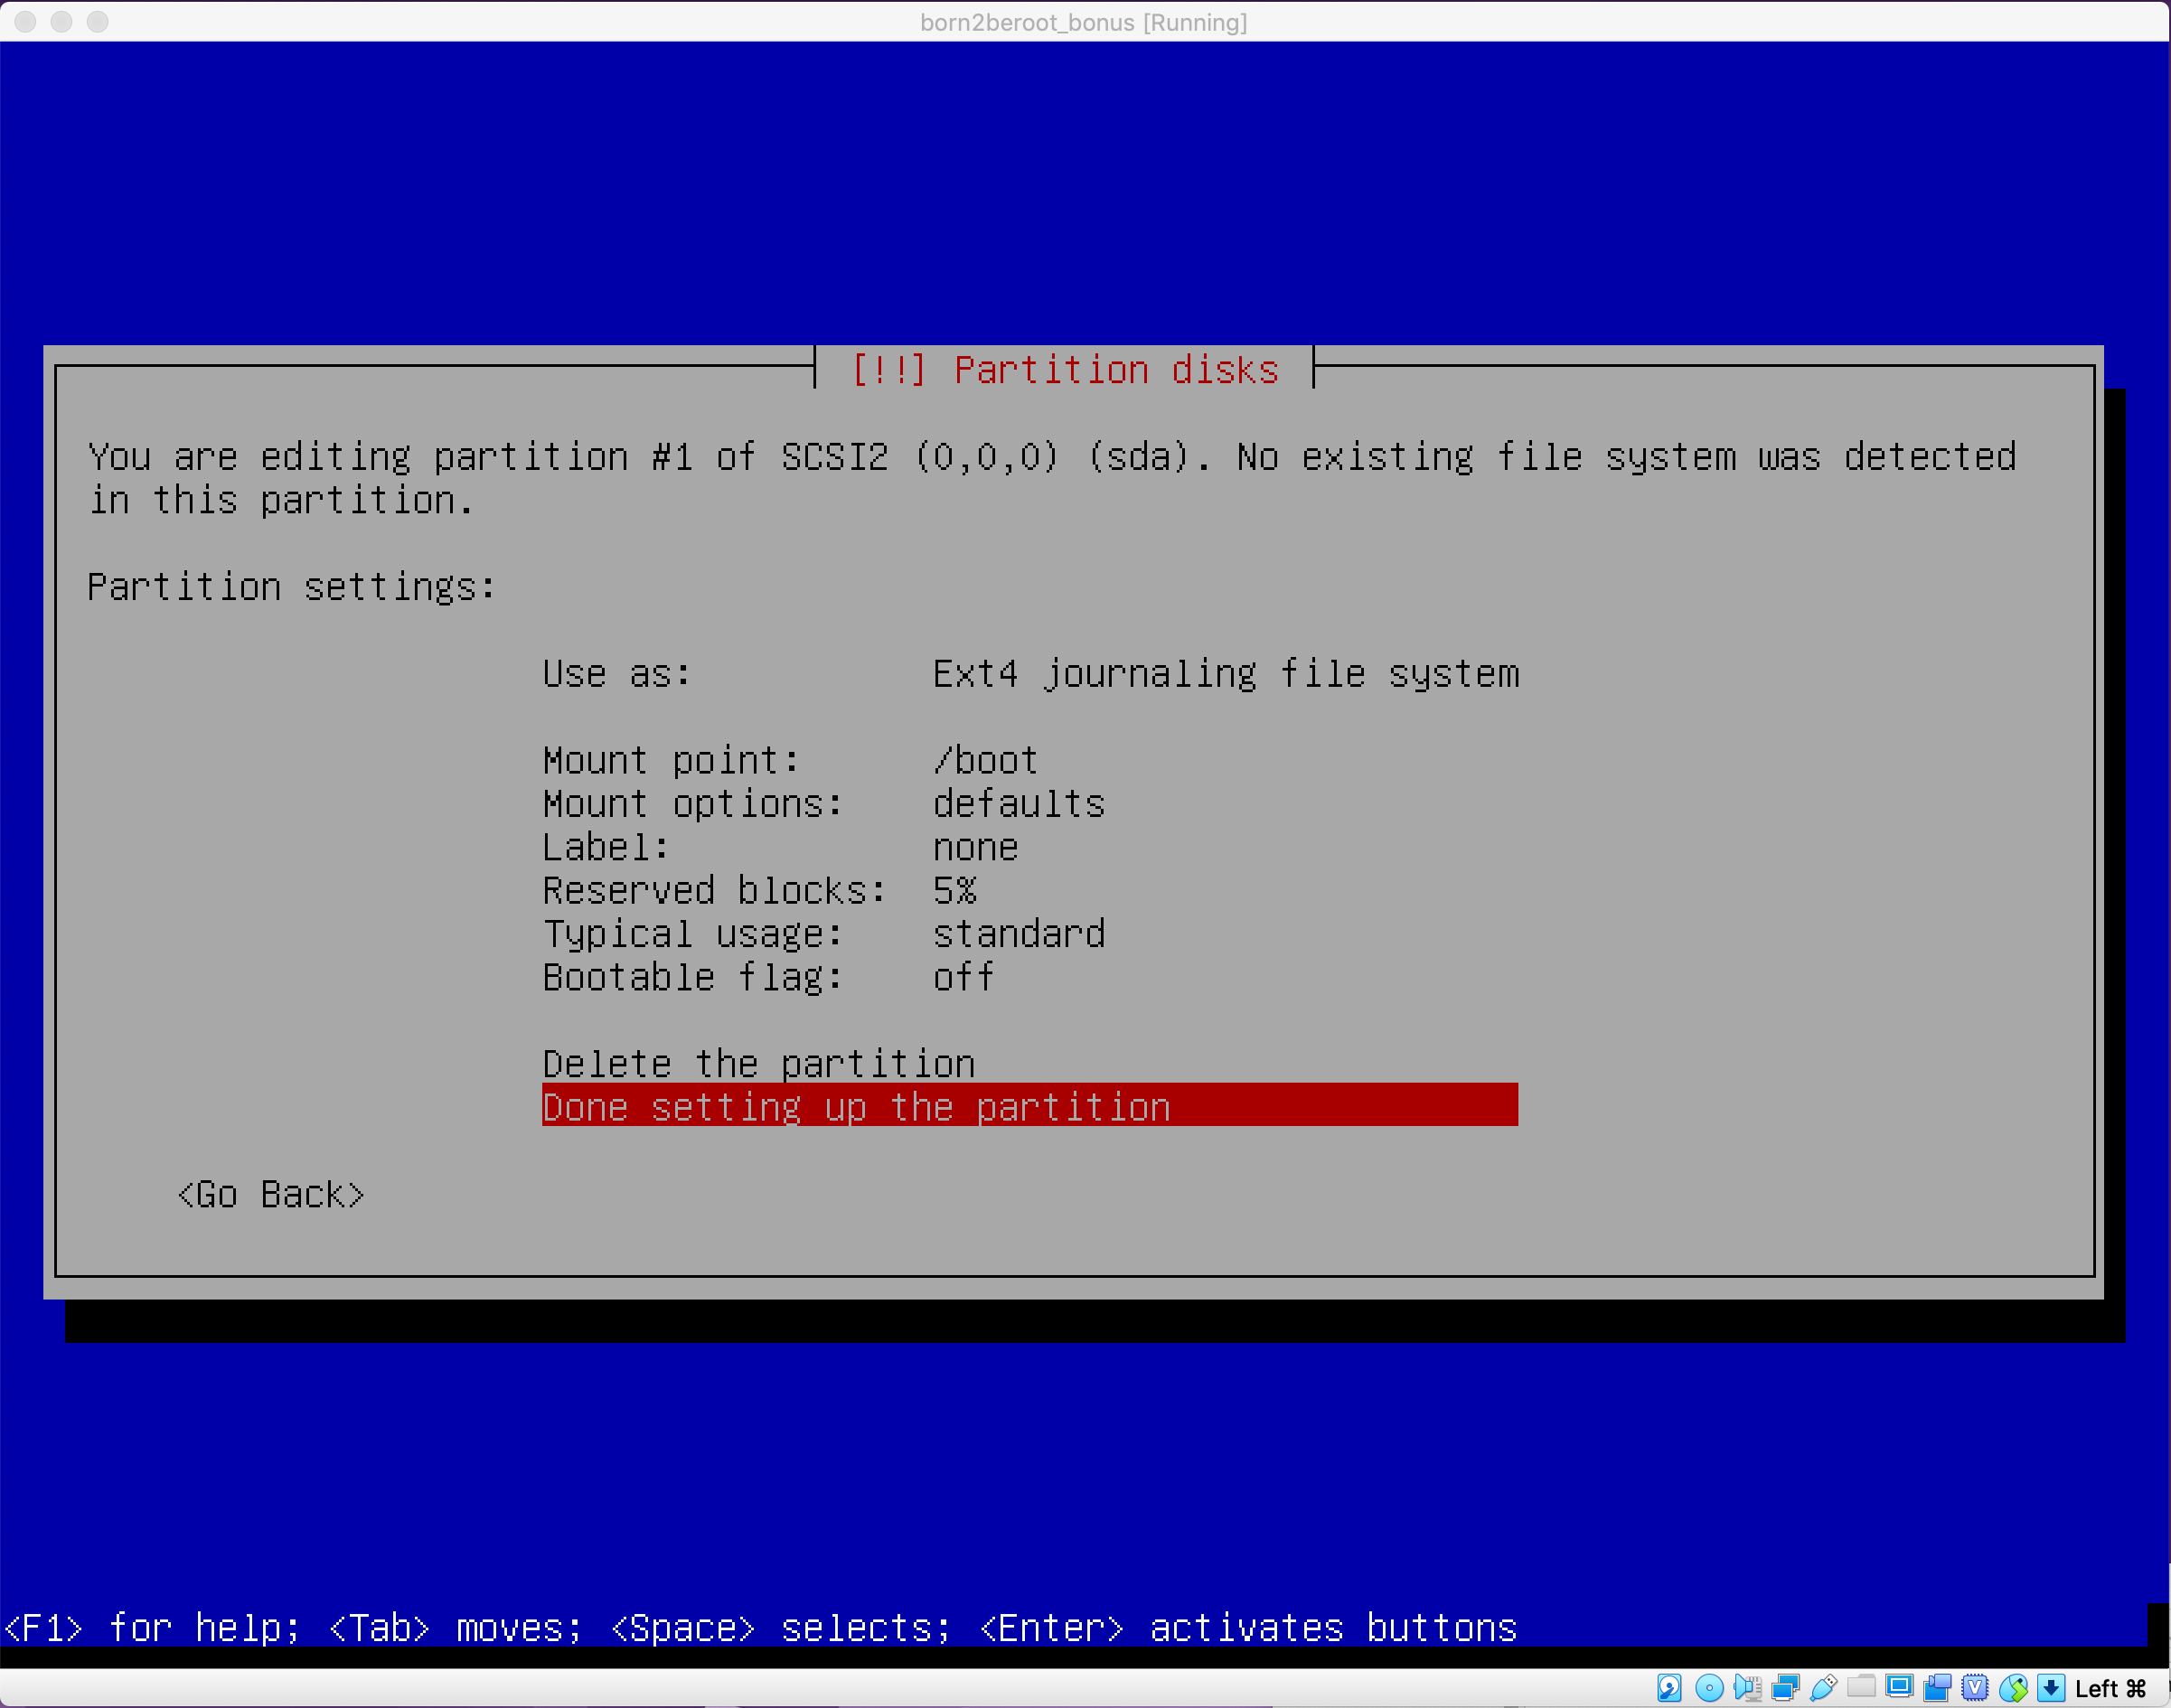 born2beroot_bonus [Running]
[!!] Partition disks
You are editing partition #1 of SCSI2 (0,0,0) (sda). No existing file system was detected
in this partition.
Partition settings:
Use as: Ext4 journaling file system
Mount point: /boot
Mount options: defaults
Label: none
Reserved blocks: 5%
Typical usage: standard
Bootable flag: off
Delete the partition
Done setting up the partition
<Go Back>
<F1> for help; <Tab> moves; <Space> selects; <Enter> activates buttons
Left ⌘